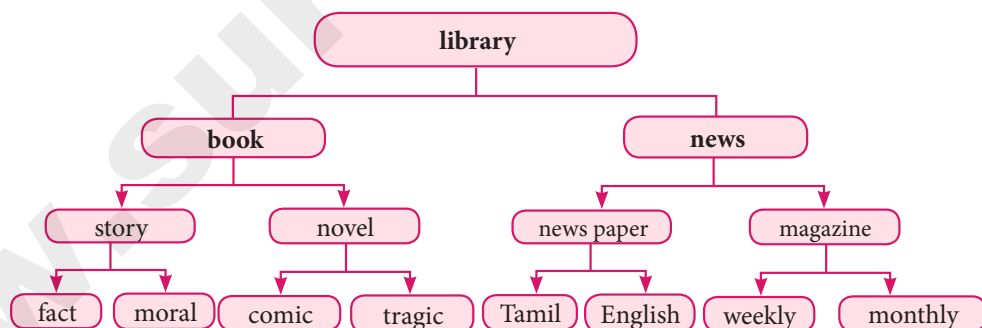 library
book news
story novel news paper magazine
fact moral comic tragic Tamil English weekly monthly